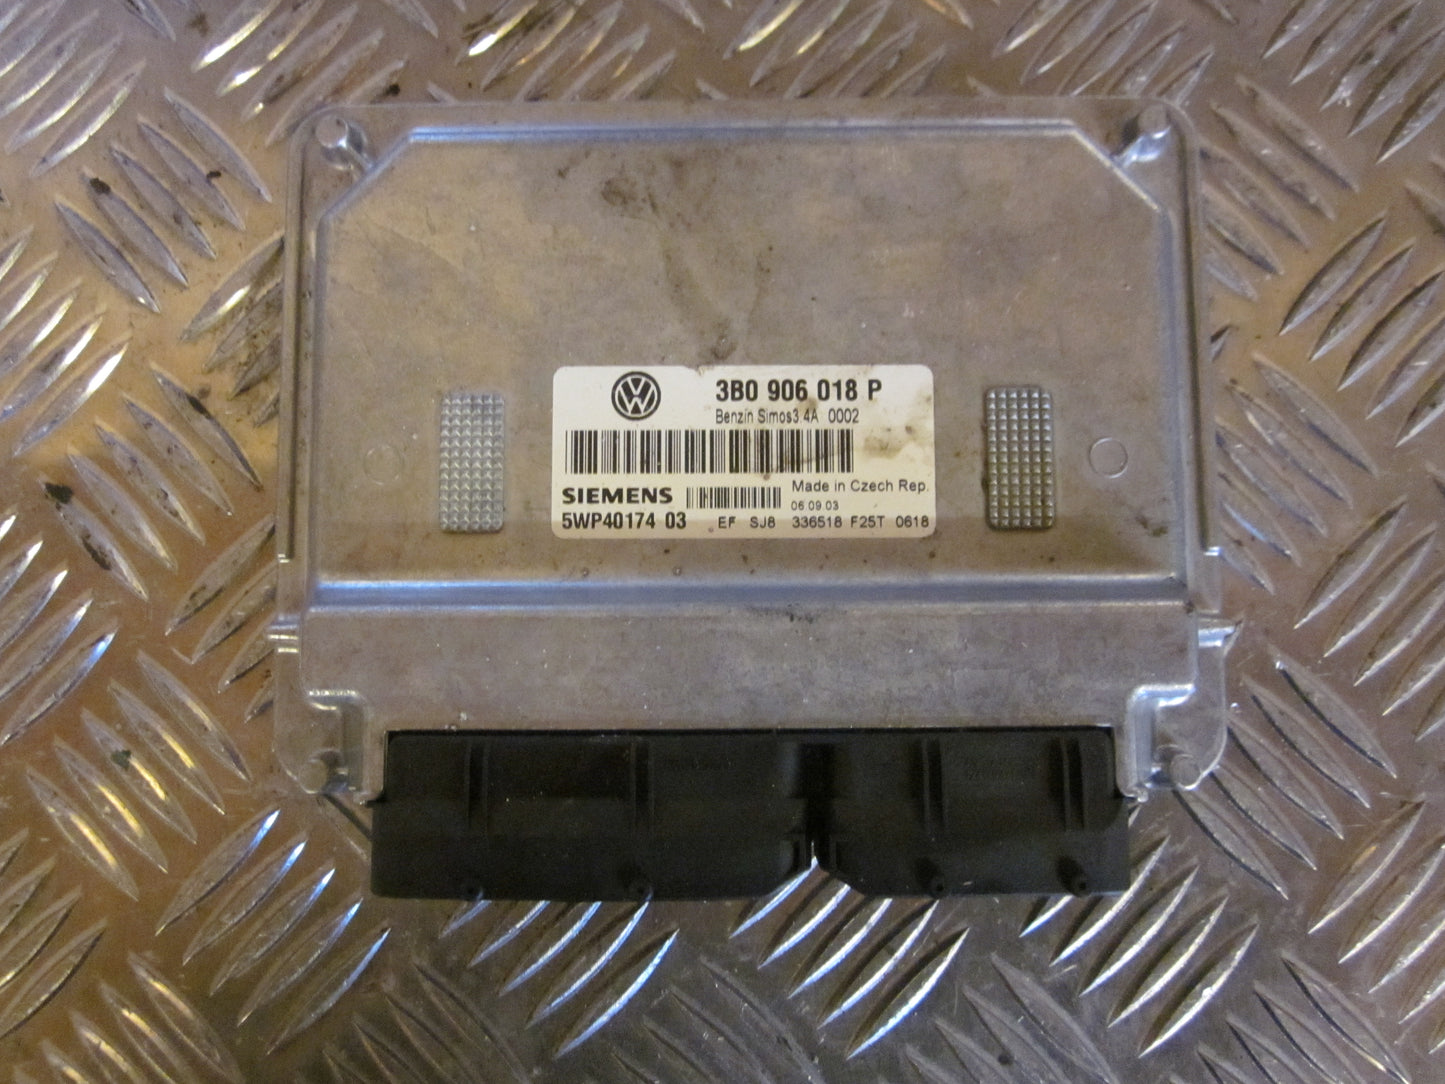 3B0 906 018 P
Benzin Simos3.4A 0002
SIEMENS
Made in Czech Rep.
06 09 03
5WP40174 03
EF SJ8 336518 F25T 0618